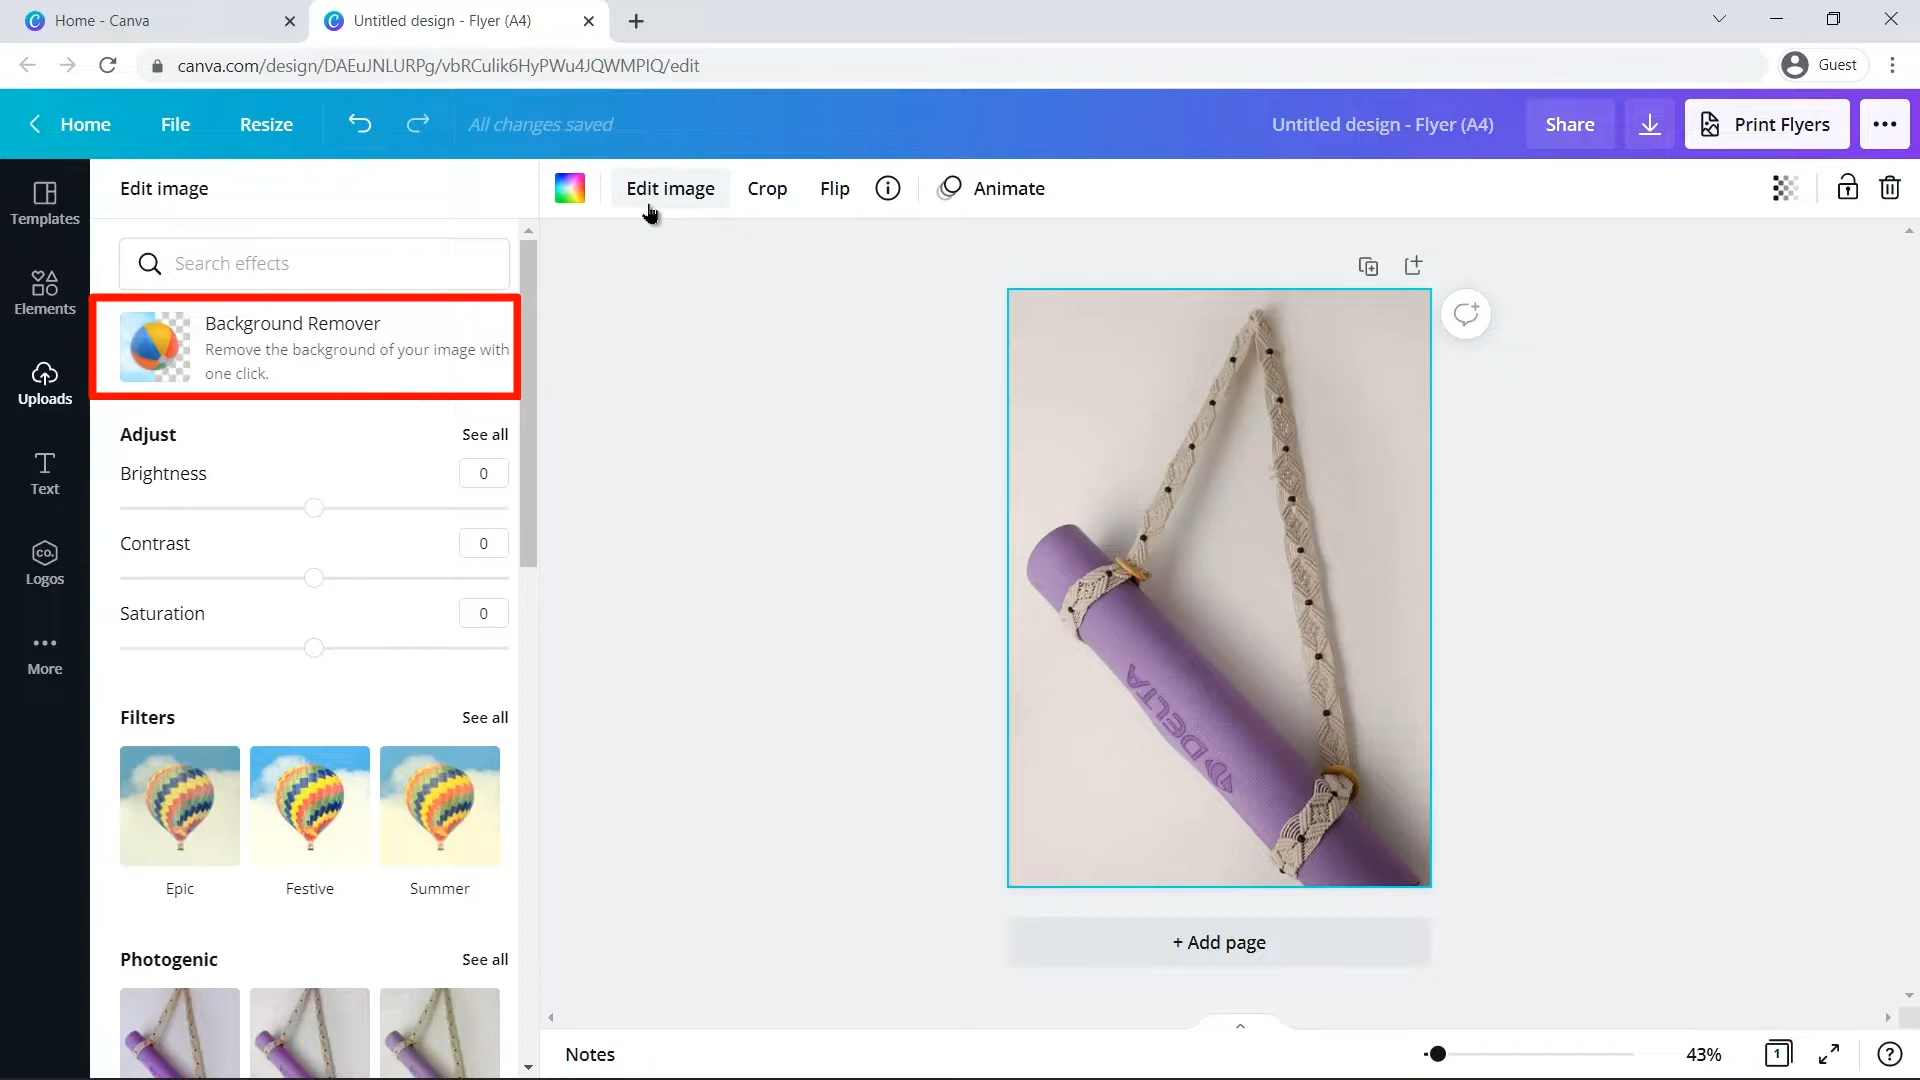 Home - Canva
Untitled design - Flyer (A4)
canva.com/design/DAEuJNLURPg/vbRCulik6HyPWu4JQWMPIQ/edit
Guest
Home
File
Resize
All changes saved
Untitled design - Flyer (A4)
Share
Print Flyers
Templates
Elements
Uploads
Text
CO.
Logos
More
Edit image
Search effects
Background Remover
Remove the background of your image with
one click.
Adjust
See all
Brightness
0
Contrast
0
Saturation
0
Filters
See all
Epic
Festive
Summer
Photogenic
See all
Edit image
Crop
Flip
Animate
DELTA
+ Add page
Notes
43%
1